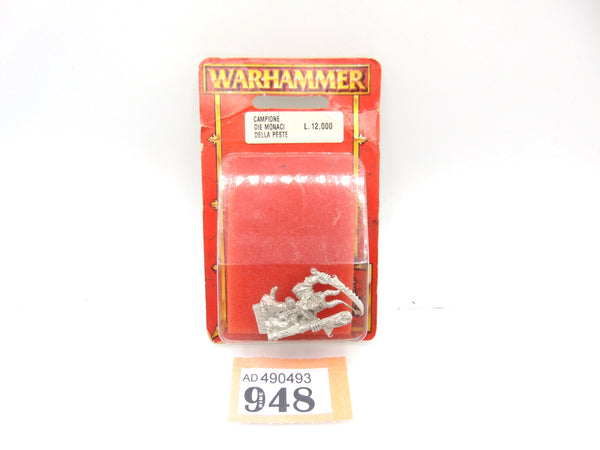 WARHAMMER
CAMPIONE
DIE MONACI L. 12,000
DELLA PESTE
AD 490493
948